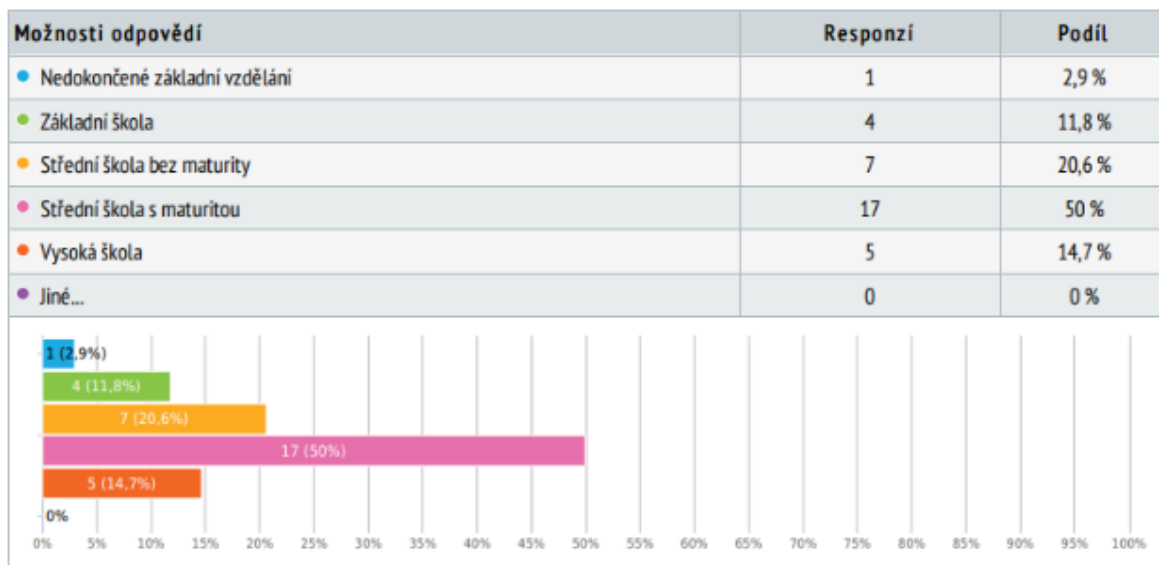 Možnosti odpovědí Responzí Podíl
Nedokončené základní vzdělání 1 2,9 %
Základní škola 4 11,8 %
Střední škola bez maturity 7 20,6 %
Střední škola s maturitou 17 50 %
Vysoká škola 5 14,7 %
Jiné... 0 0 %
1 (2,9%)
4 (11,8%)
7 (20,6%)
17 (50%)
5 (14,7%)
0%
0% 5% 10% 15% 20% 25% 30% 35% 40% 45% 50% 55% 60% 65% 70% 75% 80% 85% 90% 95% 100%